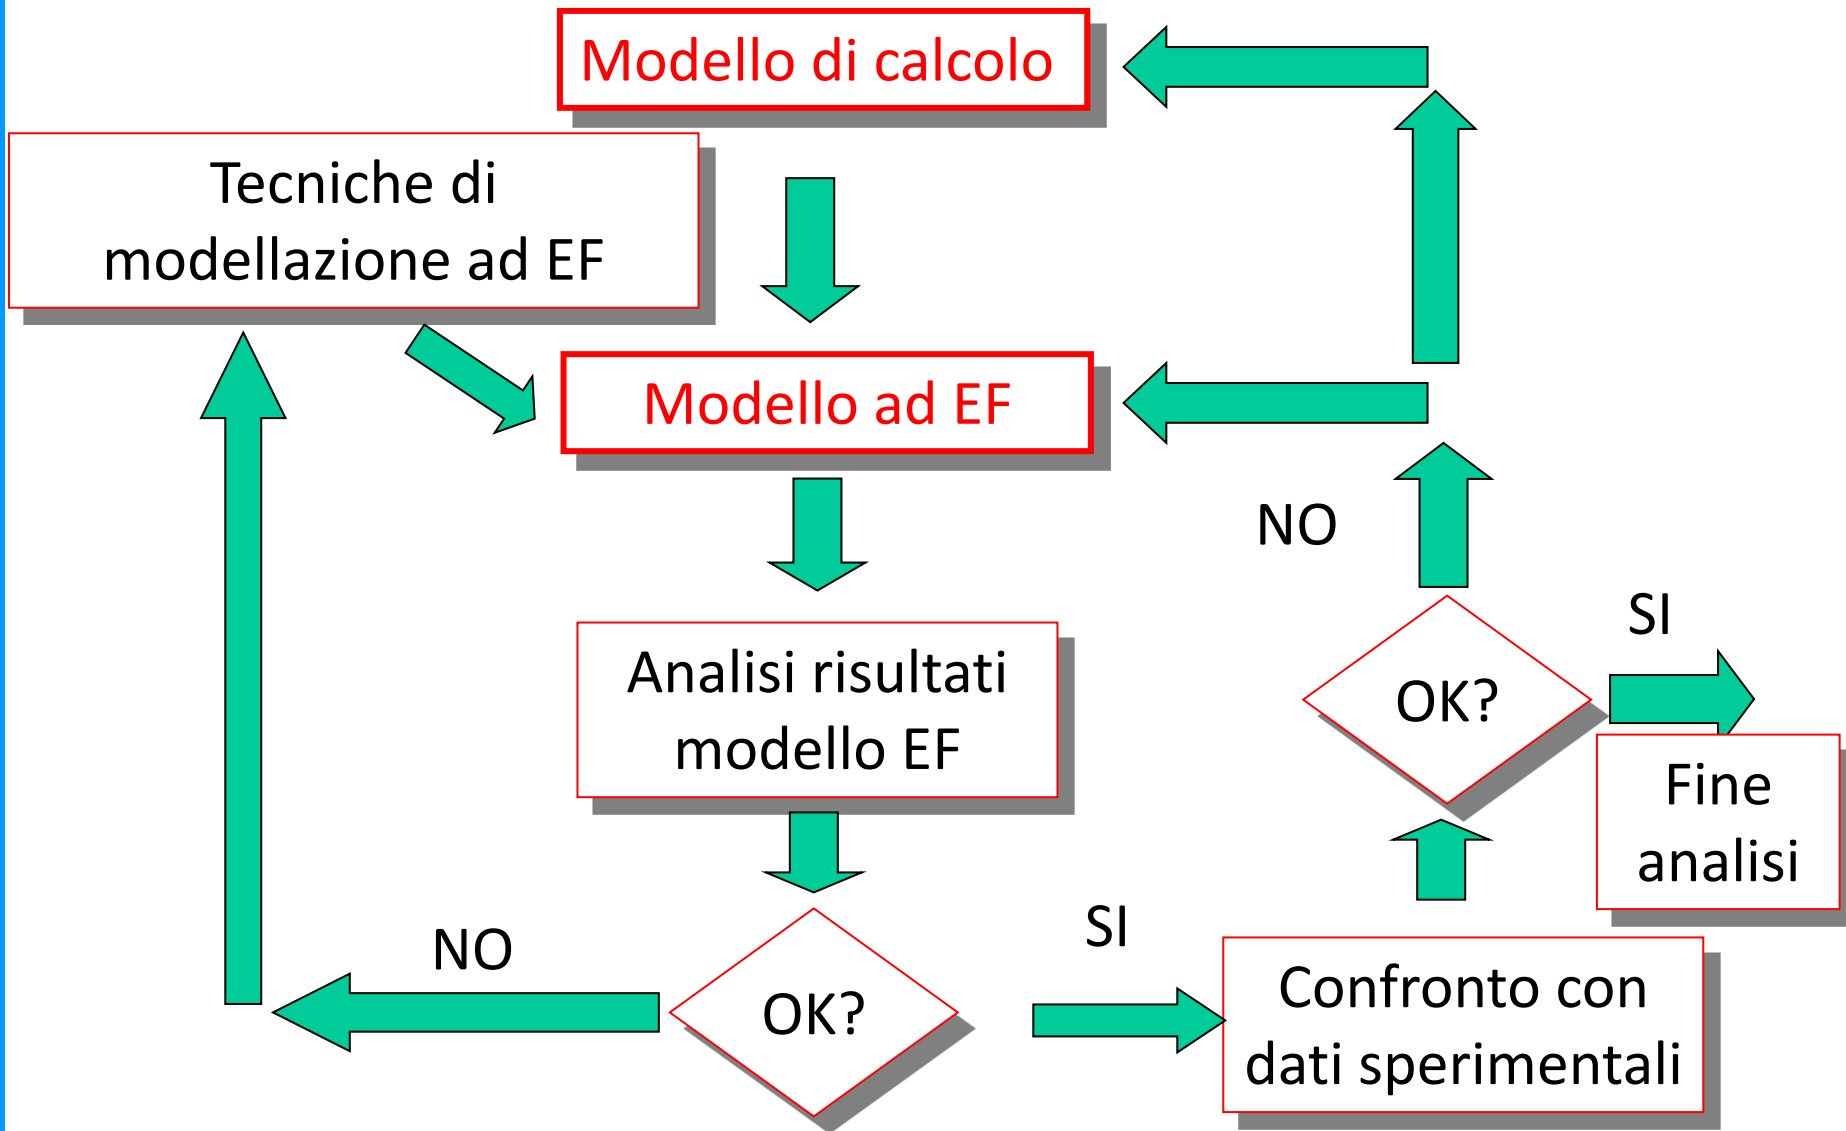 Modello di calcolo
Tecniche di
modellazione ad EF
Modello ad EF
NO
SI
Analisi risultati
modello EF
OK?
Fine
analisi
NO
OK?
SI
Confronto con
dati sperimentali